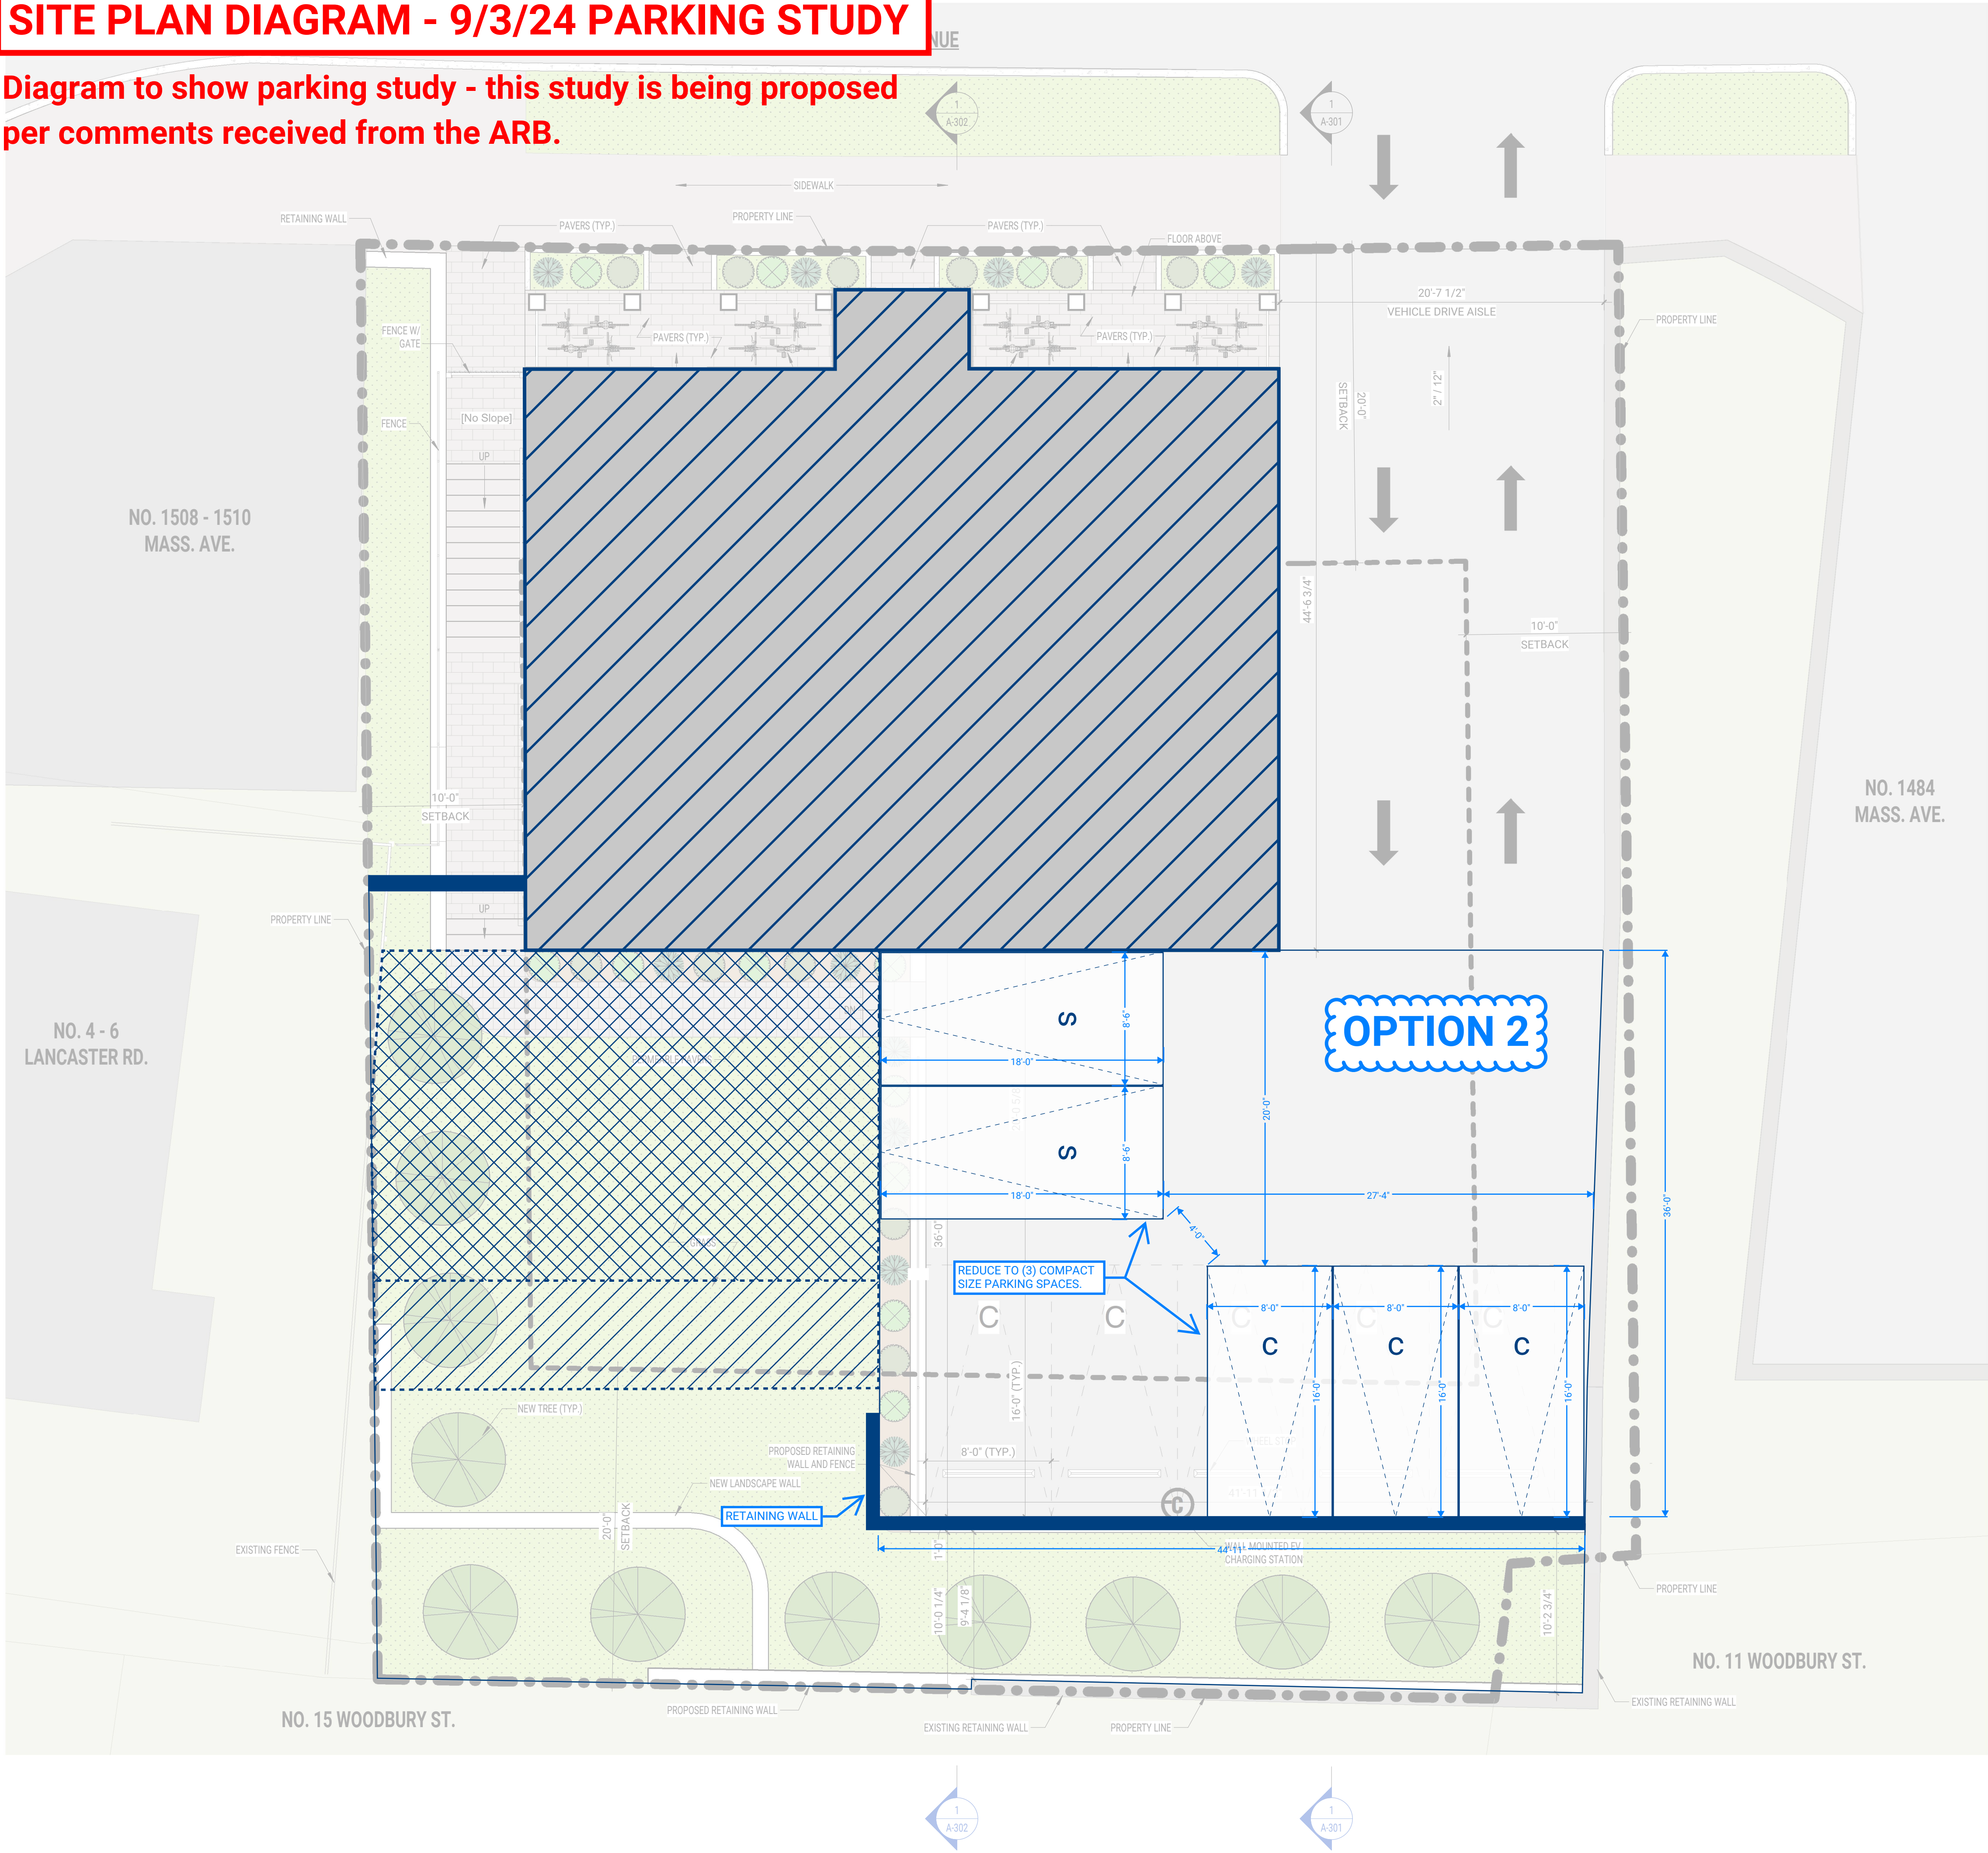 SITE PLAN DIAGRAM - 9/3/24 PARKING STUDY
NUE
Diagram to show parking study - this study is being proposed
per comments received from the ARB.
1
A-302
1
A-301
SIDEWALK
RETAINING WALL
PAVERS (TYP.)
PROPERTY LINE
PAVERS (TYP.)
FLOOR ABOVE
20'-7 1/2"
VEHICLE DRIVE AISLE
PROPERTY LINE
FENCE W/
GATE
PAVERS (TYP.)
PAVERS (TYP.)
SETBACK
20'-0"
2" / 12"
[No Slope]
FENCE
UP
NO. 1508 - 1510
MASS. AVE.
44'-6 3/4"
10'-0"
SETBACK
10'-0"
SETBACK
NO. 1484
MASS. AVE.
UP
PROPERTY LINE
DN
S
8'-6"
18'-0"
OPTION 2
NO. 4 - 6
LANCASTER RD.
PERMEABLE PAVERS
20'-0"
S
8'-6"
18'-0"
27'-4"
36'-0"
GRASS
36'-0"
4'-0"
REDUCE TO (3) COMPACT
SIZE PARKING SPACES.
8'-0"
8'-0"
8'-0"
C
C
C
C
C
C
C
C
16'-0" (TYP.)
16'-0"
16'-0"
16'-0"
NEW TREE (TYP.)
PROPOSED RETAINING
WALL AND FENCE
8'-0" (TYP.)
NEW LANDSCAPE WALL
RETAINING WALL
C
20'-0"
SETBACK
EXISTING FENCE
1'-0"
44'-11"
WALL MOUNTED EV
CHARGING STATION
PROPERTY LINE
10'-0 1/4"
9'-4 1/8"
10'-2 3/4"
NO. 11 WOODBURY ST.
NO. 15 WOODBURY ST.
PROPOSED RETAINING WALL
EXISTING RETAINING WALL
PROPERTY LINE
EXISTING RETAINING WALL
1
A-302
1
A-301